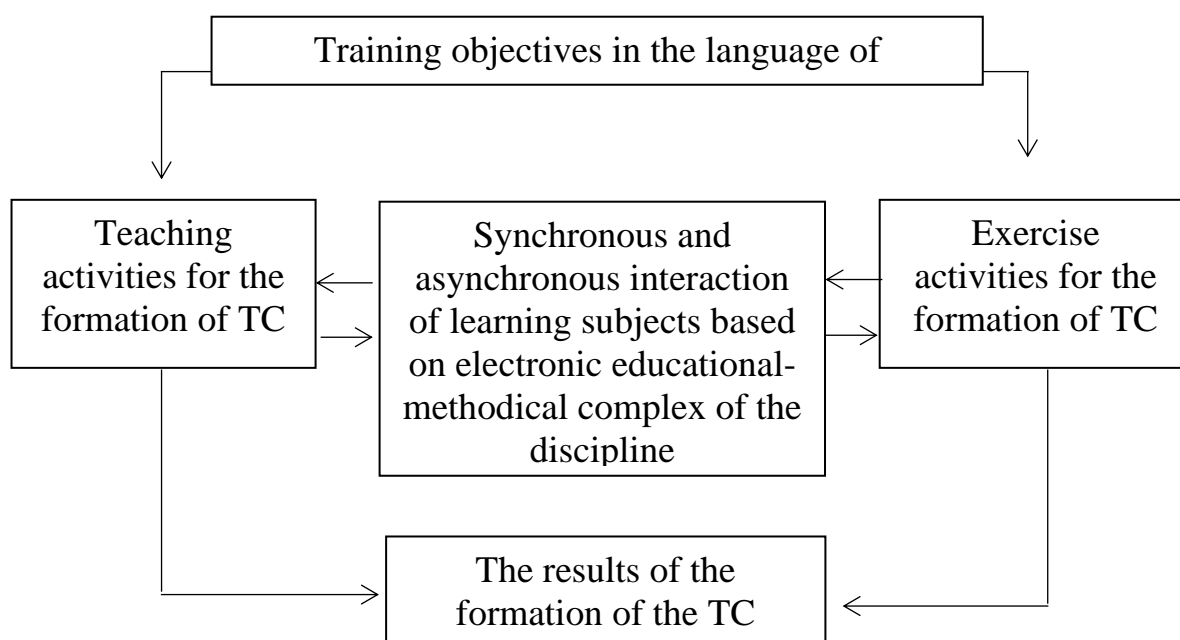 Training objectives in the language of
Teaching
activities for the
formation of TC
Synchronous and
asynchronous interaction
of learning subjects based
on electronic educational-
methodical complex of the
discipline
Exercise
activities for the
formation of TC
The results of the
formation of the TC